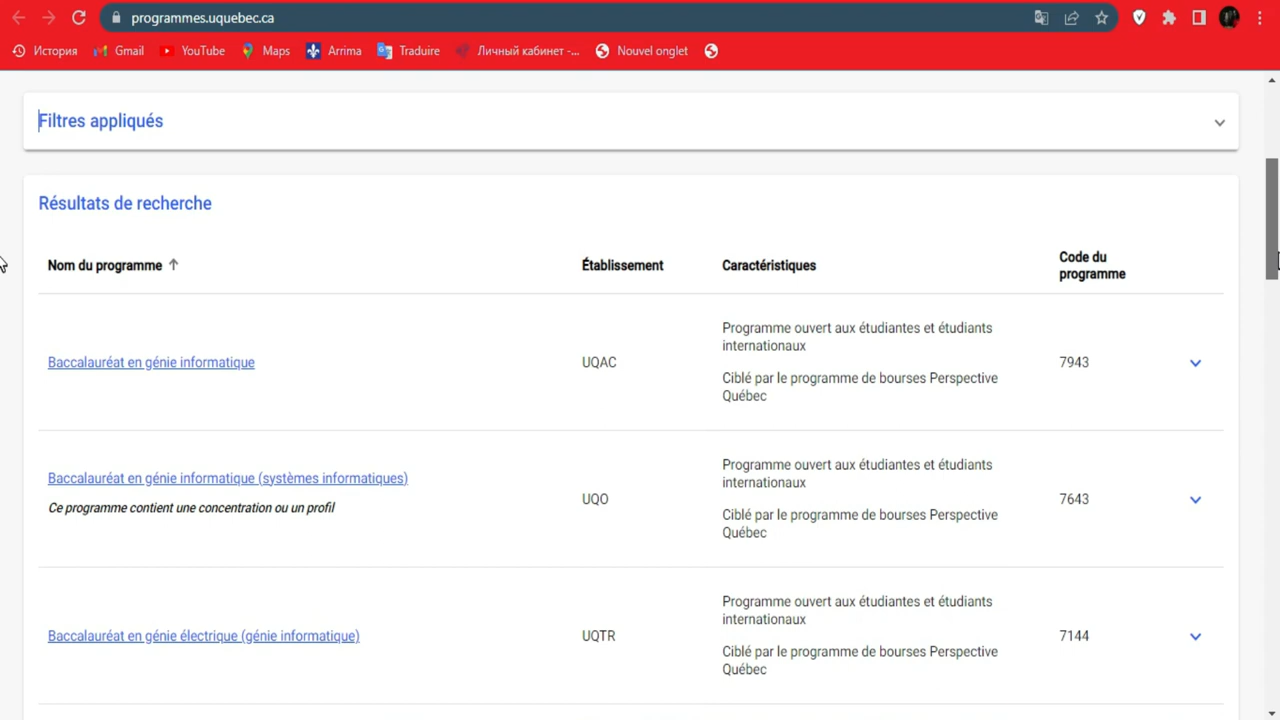 programmes.uquebec.ca
История Gmail YouTube Maps Arrima Traduire Личный кабинет -... Nouvel onglet
Filtres appliqués
Résultats de recherche
Nom du programme Établissement Caractéristiques Code du
programme
Programme ouvert aux étudiantes et étudiants
internationaux
Baccalauréat en génie informatique UQAC 7943
Ciblé par le programme de bourses Perspective
Québec
Programme ouvert aux étudiantes et étudiants
internationaux
Baccalauréat en génie informatique (systèmes informatiques)
Ce programme contient une concentration ou un profil
UQO 7643
Ciblé par le programme de bourses Perspective
Québec
Programme ouvert aux étudiantes et étudiants
internationaux
Baccalauréat en génie électrique (génie informatique) UQTR 7144
Ciblé par le programme de bourses Perspective
Québec